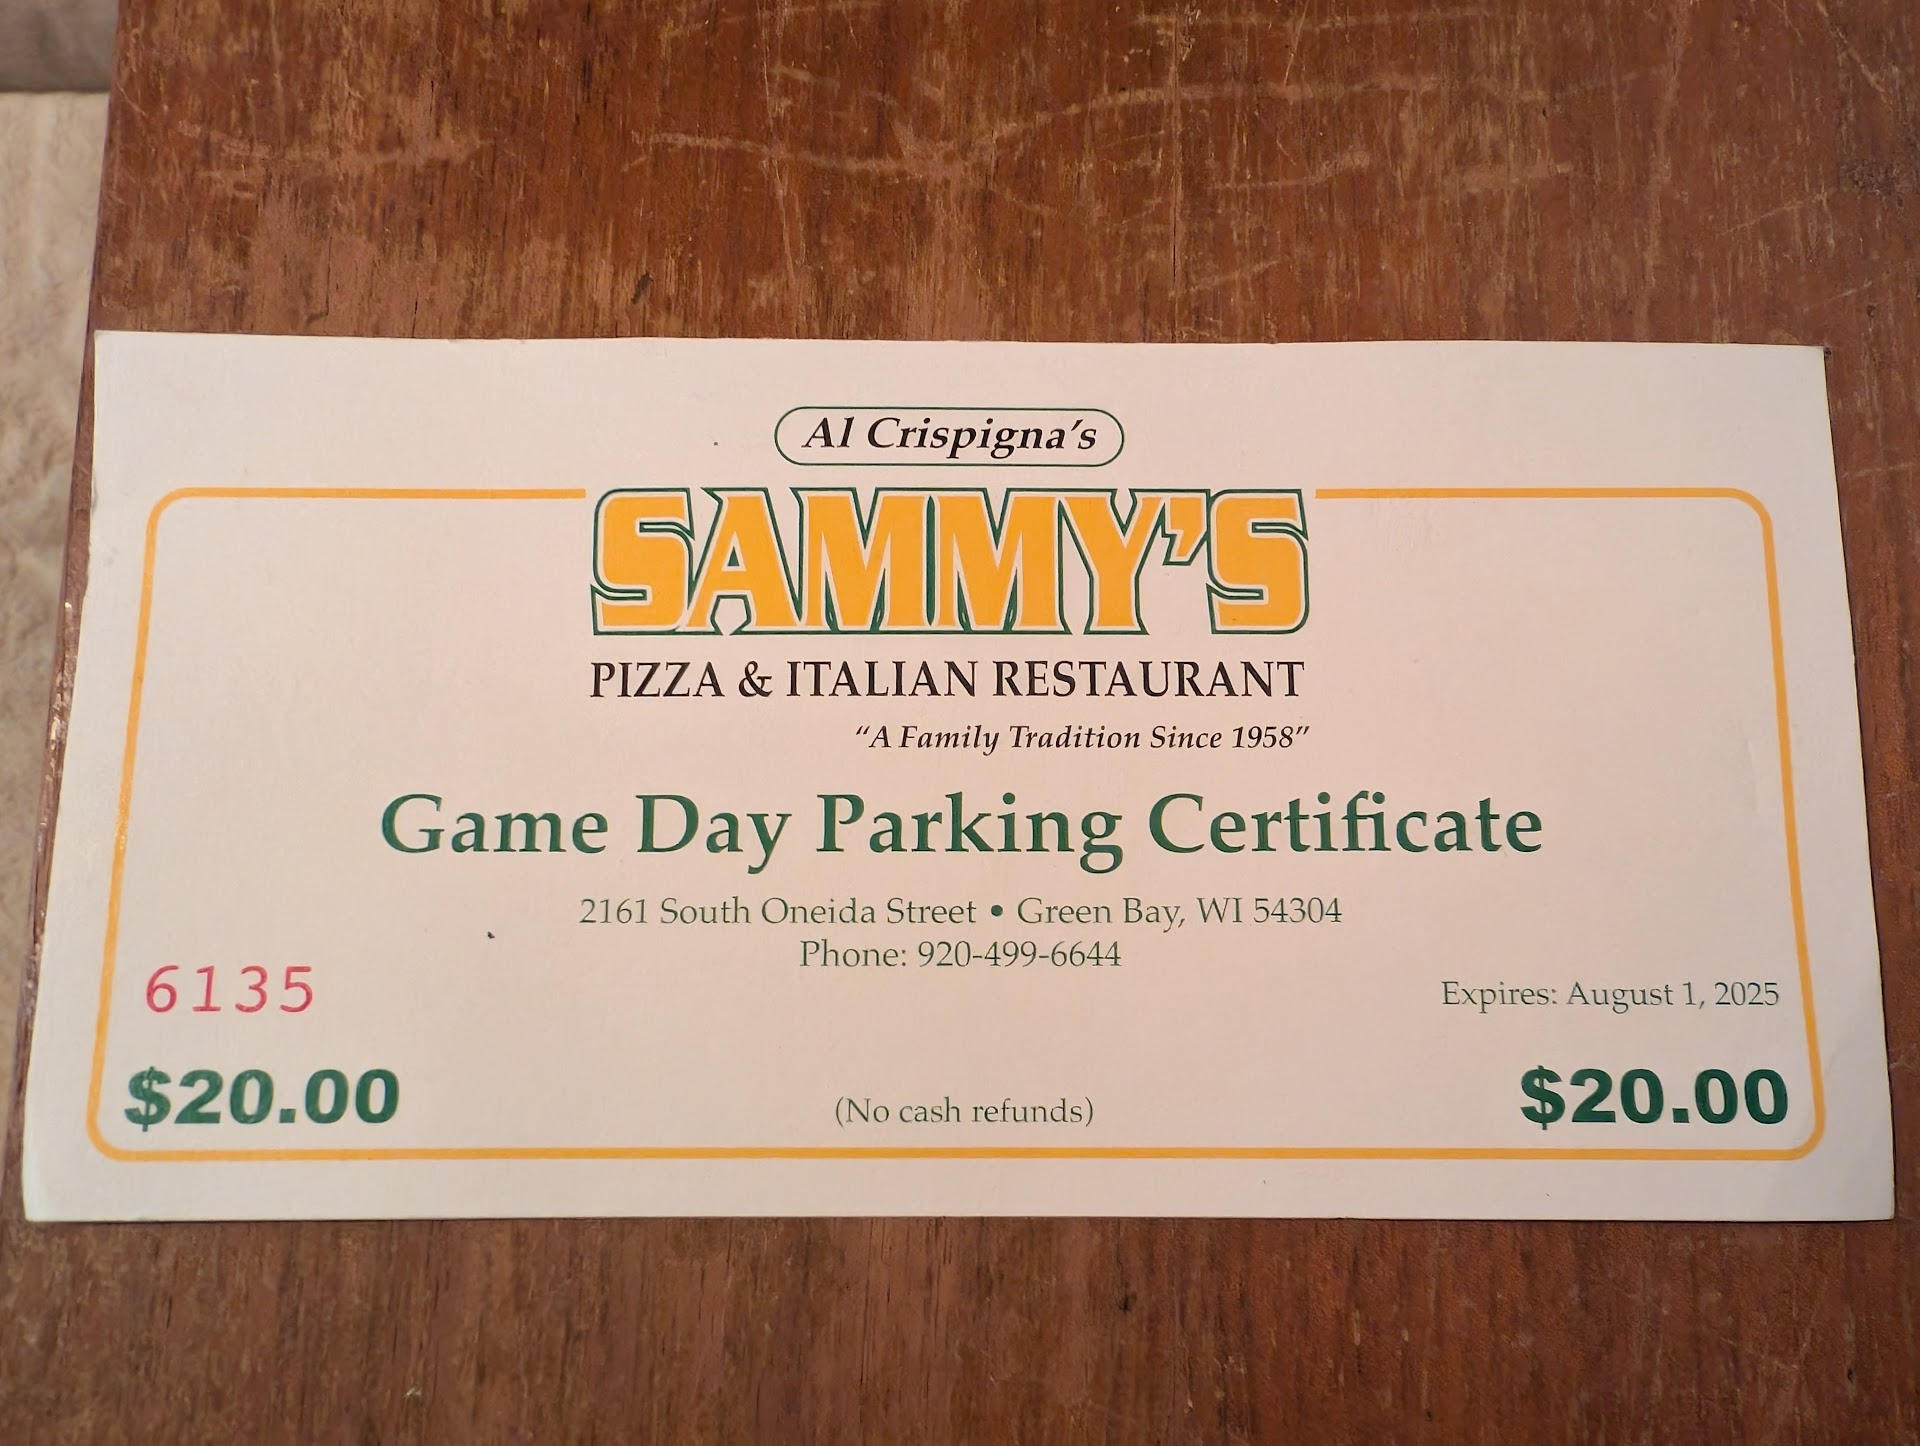 Al Crispigna's
SAMMY'S
PIZZA & ITALIAN RESTAURANT
“A Family Tradition Since 1958”
Game Day Parking Certificate
2161 South Oneida Street • Green Bay, WI 54304
Phone: 920-499-6644
6135
Expires: August 1, 2025
$20.00
(No cash refunds)
$20.00